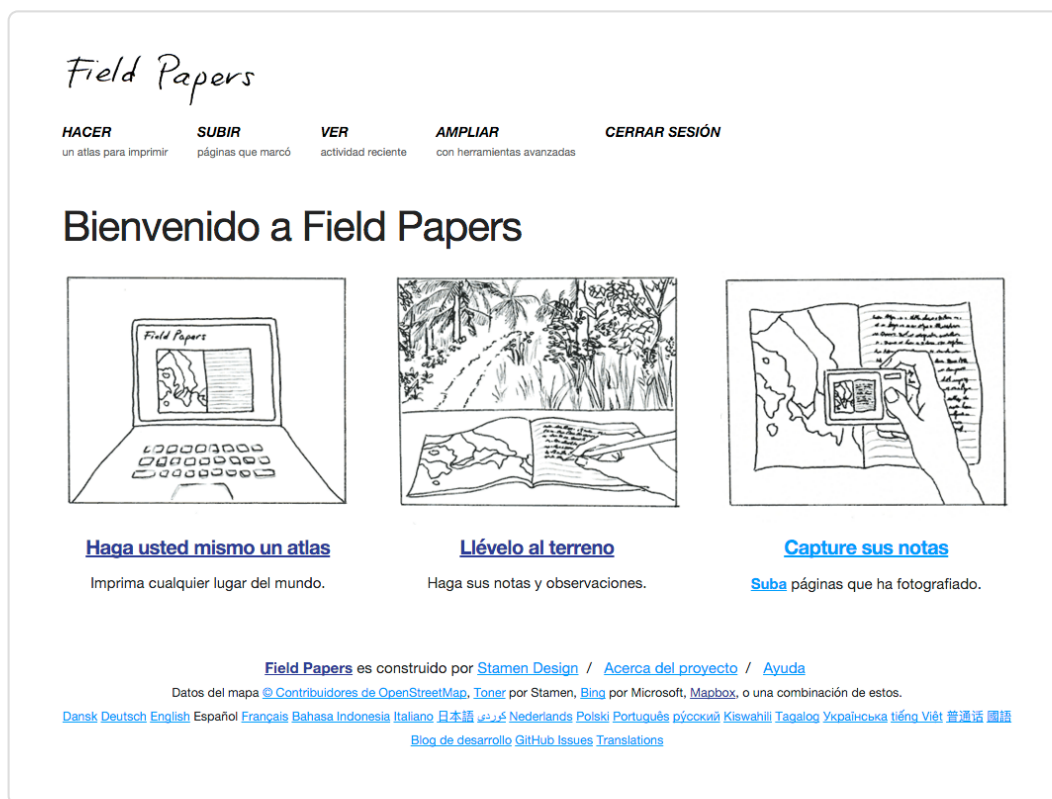 Field Papers
HACER SUBIR VER AMPLIAR CERRAR SESIÓN
un atlas para imprimir páginas que marcó actividad reciente con herramientas avanzadas
Bienvenido a Field Papers
Field Papers
Haga usted mismo un atlas Llévelo al terreno Capture sus notas
Imprima cualquier lugar del mundo. Haga sus notas y observaciones. Suba páginas que ha fotografiado.
Field Papers es construido por Stamen Design / Acerca del proyecto / Ayuda
Datos del mapa © Contribuidores de OpenStreetMap, Toner por Stamen, Bing por Microsoft, Mapbox, o una combinación de estos.
Dansk Deutsch English Español Français Bahasa Indonesia Italiano 日本語 كوردی Nederlands Polski Português рýсский Kiswahili Tagalog Українська tiếng Việt 普通话 國語
Blog de desarrollo GitHub Issues Translations